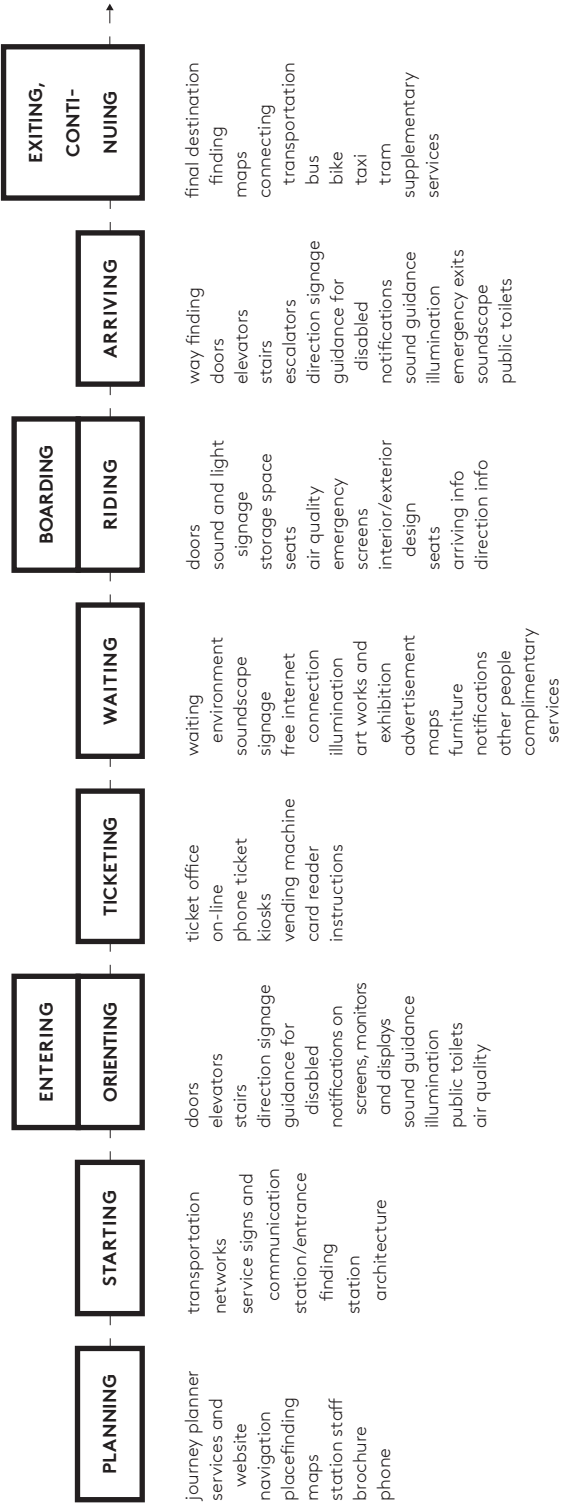 PLANNING
journey planner
services and
website
navigation
placefinding
maps
station staff
brochure
phone
STARTING
transportation
networks
service signs and
communication
station/entrance
finding
station
architecture
ENTERING
ORIENTING
doors
elevators
stairs
direction signage
guidance for
disabled
notifications on
screens, monitors
and displays
sound guidance
illumination
public toilets
air quality
TICKETING
ticket office
on-line
phone ticket
kiosks
vending machine
card reader
instructions
WAITING
waiting
environment
soundscape
signage
free internet
connection
illumination
art works and
exhibition
advertisement
maps
furniture
notifications
other people
complimentary
services
BOARDING
RIDING
doors
sound and light
signage
storage space
seats
air quality
emergency
screens
interior/exterior
design
seats
arriving info
direction info
ARRIVING
way finding
doors
elevators
stairs
escalators
direction signage
guidance for
disabled
notifications
sound guidance
illumination
emergency exits
soundscape
public toilets
EXITING,
CONTI-
NUING
final destination
finding
maps
connecting
transportation
bus
bike
taxi
tram
supplementary
services